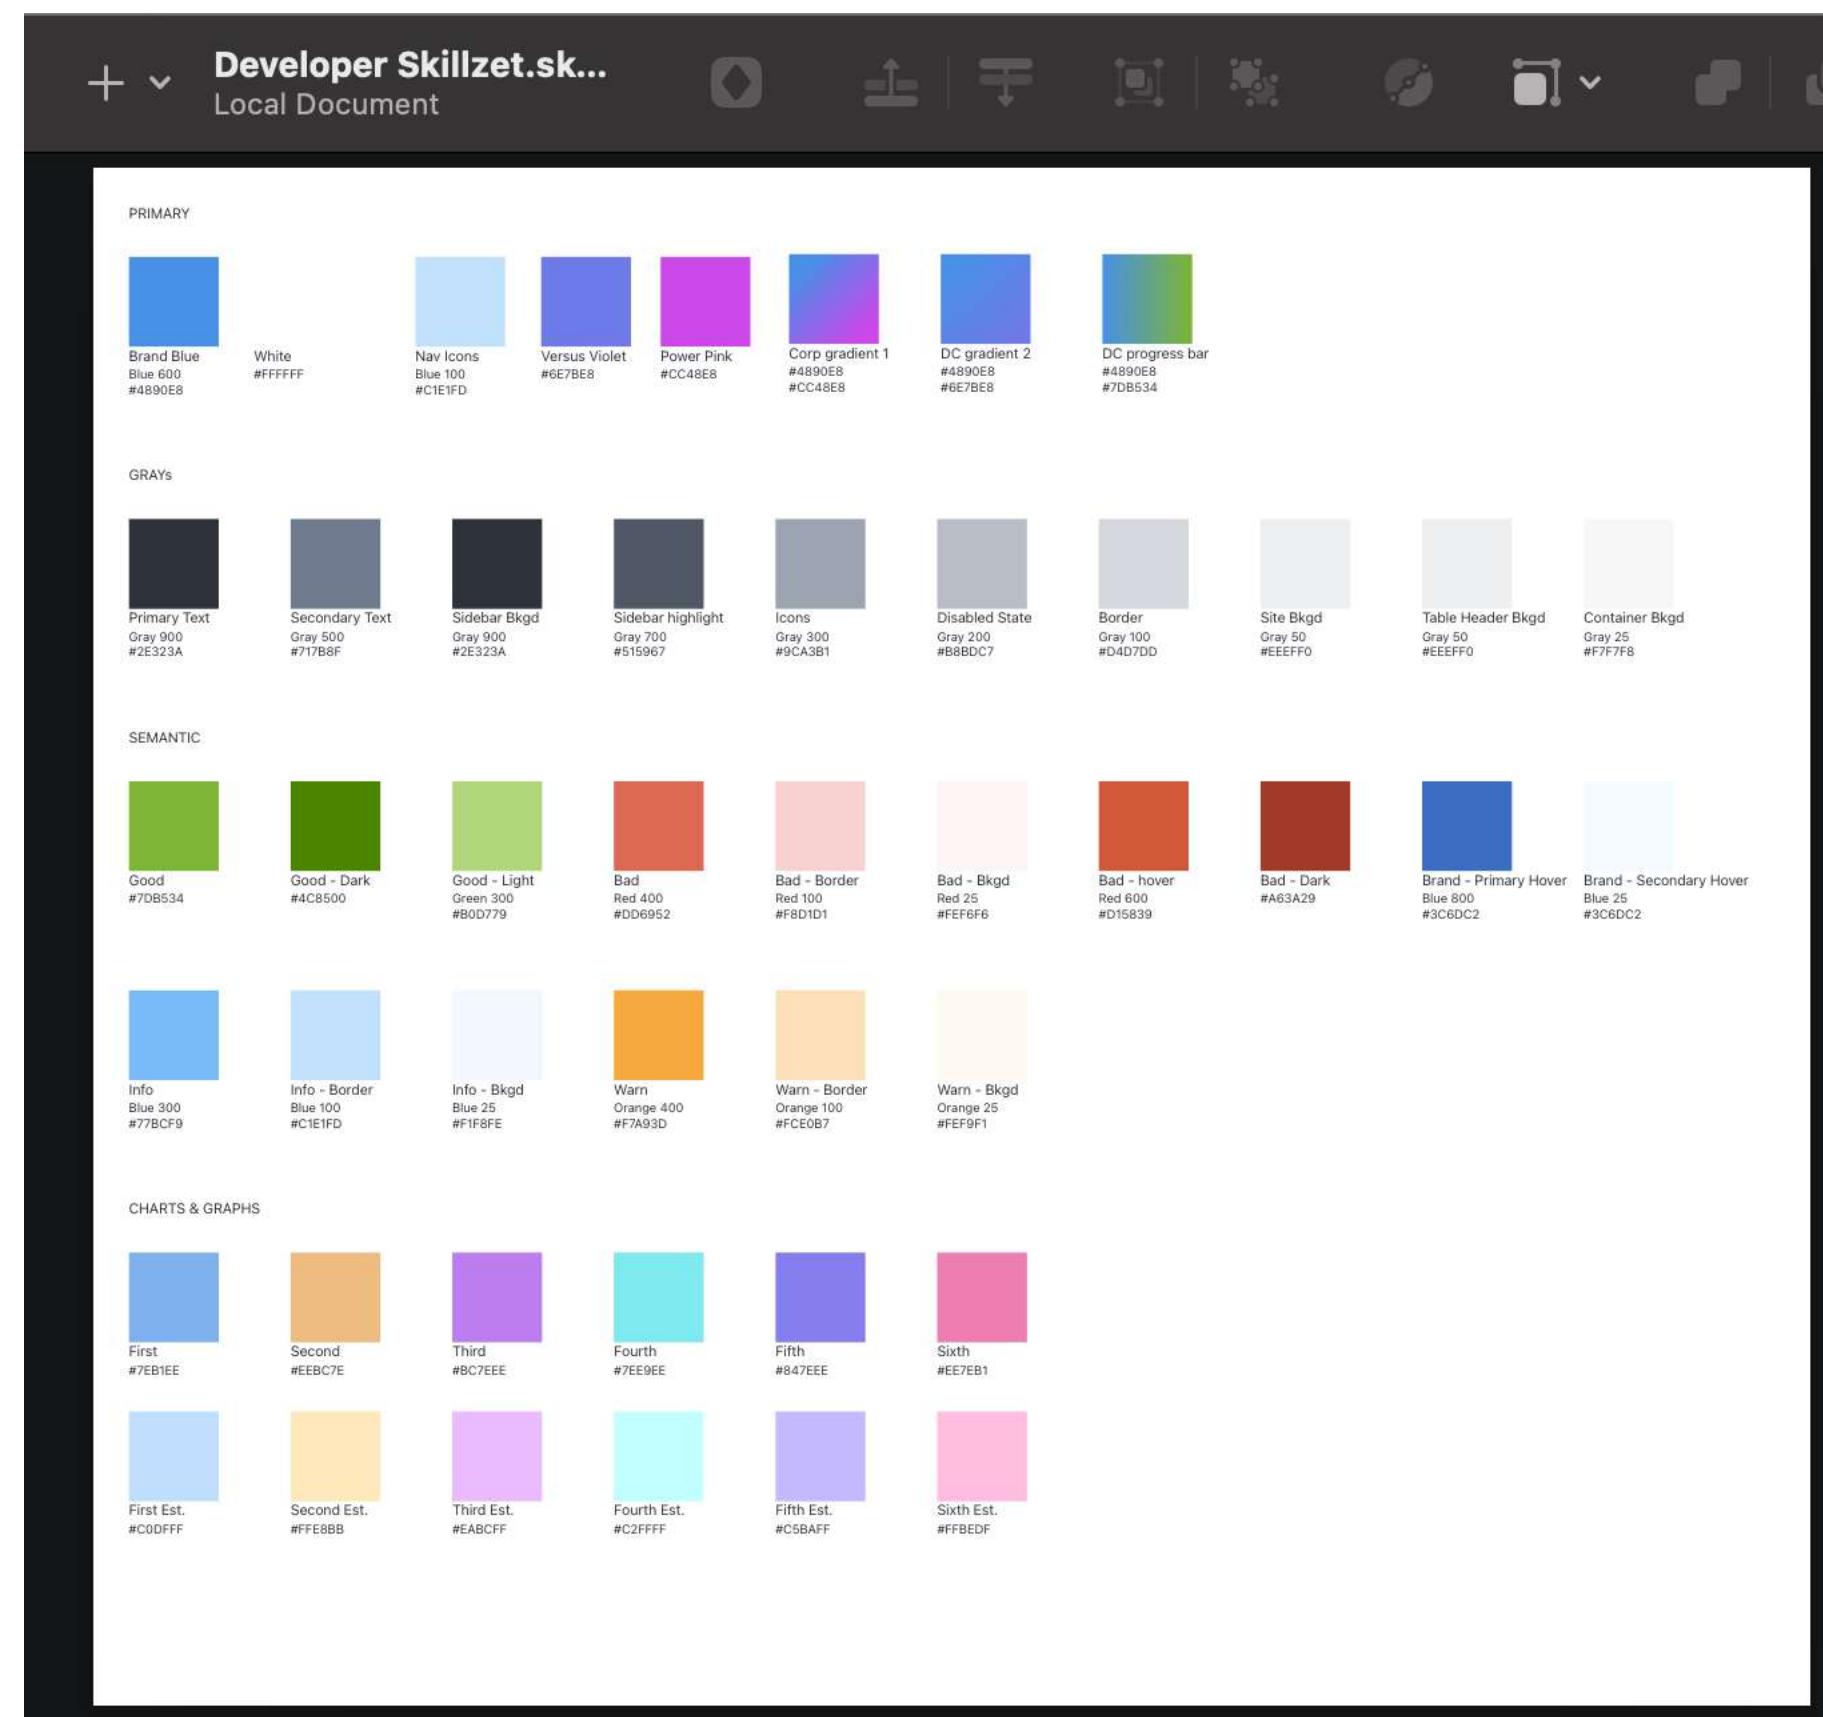 Developer Skillzet.sk...
Local Document
PRIMARY
Brand Blue
Blue 600
#4890E8
White
#FFFFFF
Nav Icons
Blue 100
#C1E1FD
Versus Violet
#6E7BE8
Power Pink
#CC48E8
Corp gradient 1
#4890E8
#CC48E8
DC gradient 2
#4890E8
#6E7BE8
DC progress bar
#4890E8
#7DB534
GRAYs
Primary Text
Gray 900
#2E323A
Secondary Text
Gray 500
#717B8F
Sidebar Bkgd
Gray 900
#2E323A
Sidebar highlight
Gray 700
#515967
Icons
Gray 300
#9CA3B1
Disabled State
Gray 200
#B8BDC7
Border
Gray 100
#D4D7DD
Site Bkgd
Gray 50
#EEEFF0
Table Header Bkgd
Gray 50
#EEEFF0
Container Bkgd
Gray 25
#F7F7F8
SEMANTIC
Good
#7DB534
Good - Dark
#4C8500
Good - Light
Green 300
#B0D779
Bad
Red 400
#DD6952
Bad - Border
Red 100
#F8D1D1
Bad - Bkgd
Red 25
#FEF6F6
Bad - hover
Red 600
#D15839
Bad - Dark
#A63A29
Brand - Primary Hover
Blue 800
#3C6DC2
Brand - Secondary Hover
Blue 25
#3C6DC2
Info
Blue 300
#77BCF9
Info - Border
Blue 100
#C1E1FD
Info - Bkgd
Blue 25
#F1F8FE
Warn
Orange 400
#F7A93D
Warn - Border
Orange 100
#FCE0B7
Warn - Bkgd
Orange 25
#FEF9F1
CHARTS & GRAPHS
First
#7EB1EE
Second
#EEBC7E
Third
#BC7EEE
Fourth
#7EE9EE
Fifth
#847EEE
Sixth
#EE7EB1
First Est.
#C0DFFF
Second Est.
#FFE8BB
Third Est.
#EABCFF
Fourth Est.
#C2FFFF
Fifth Est.
#C5BAFF
Sixth Est.
#FFBEDF